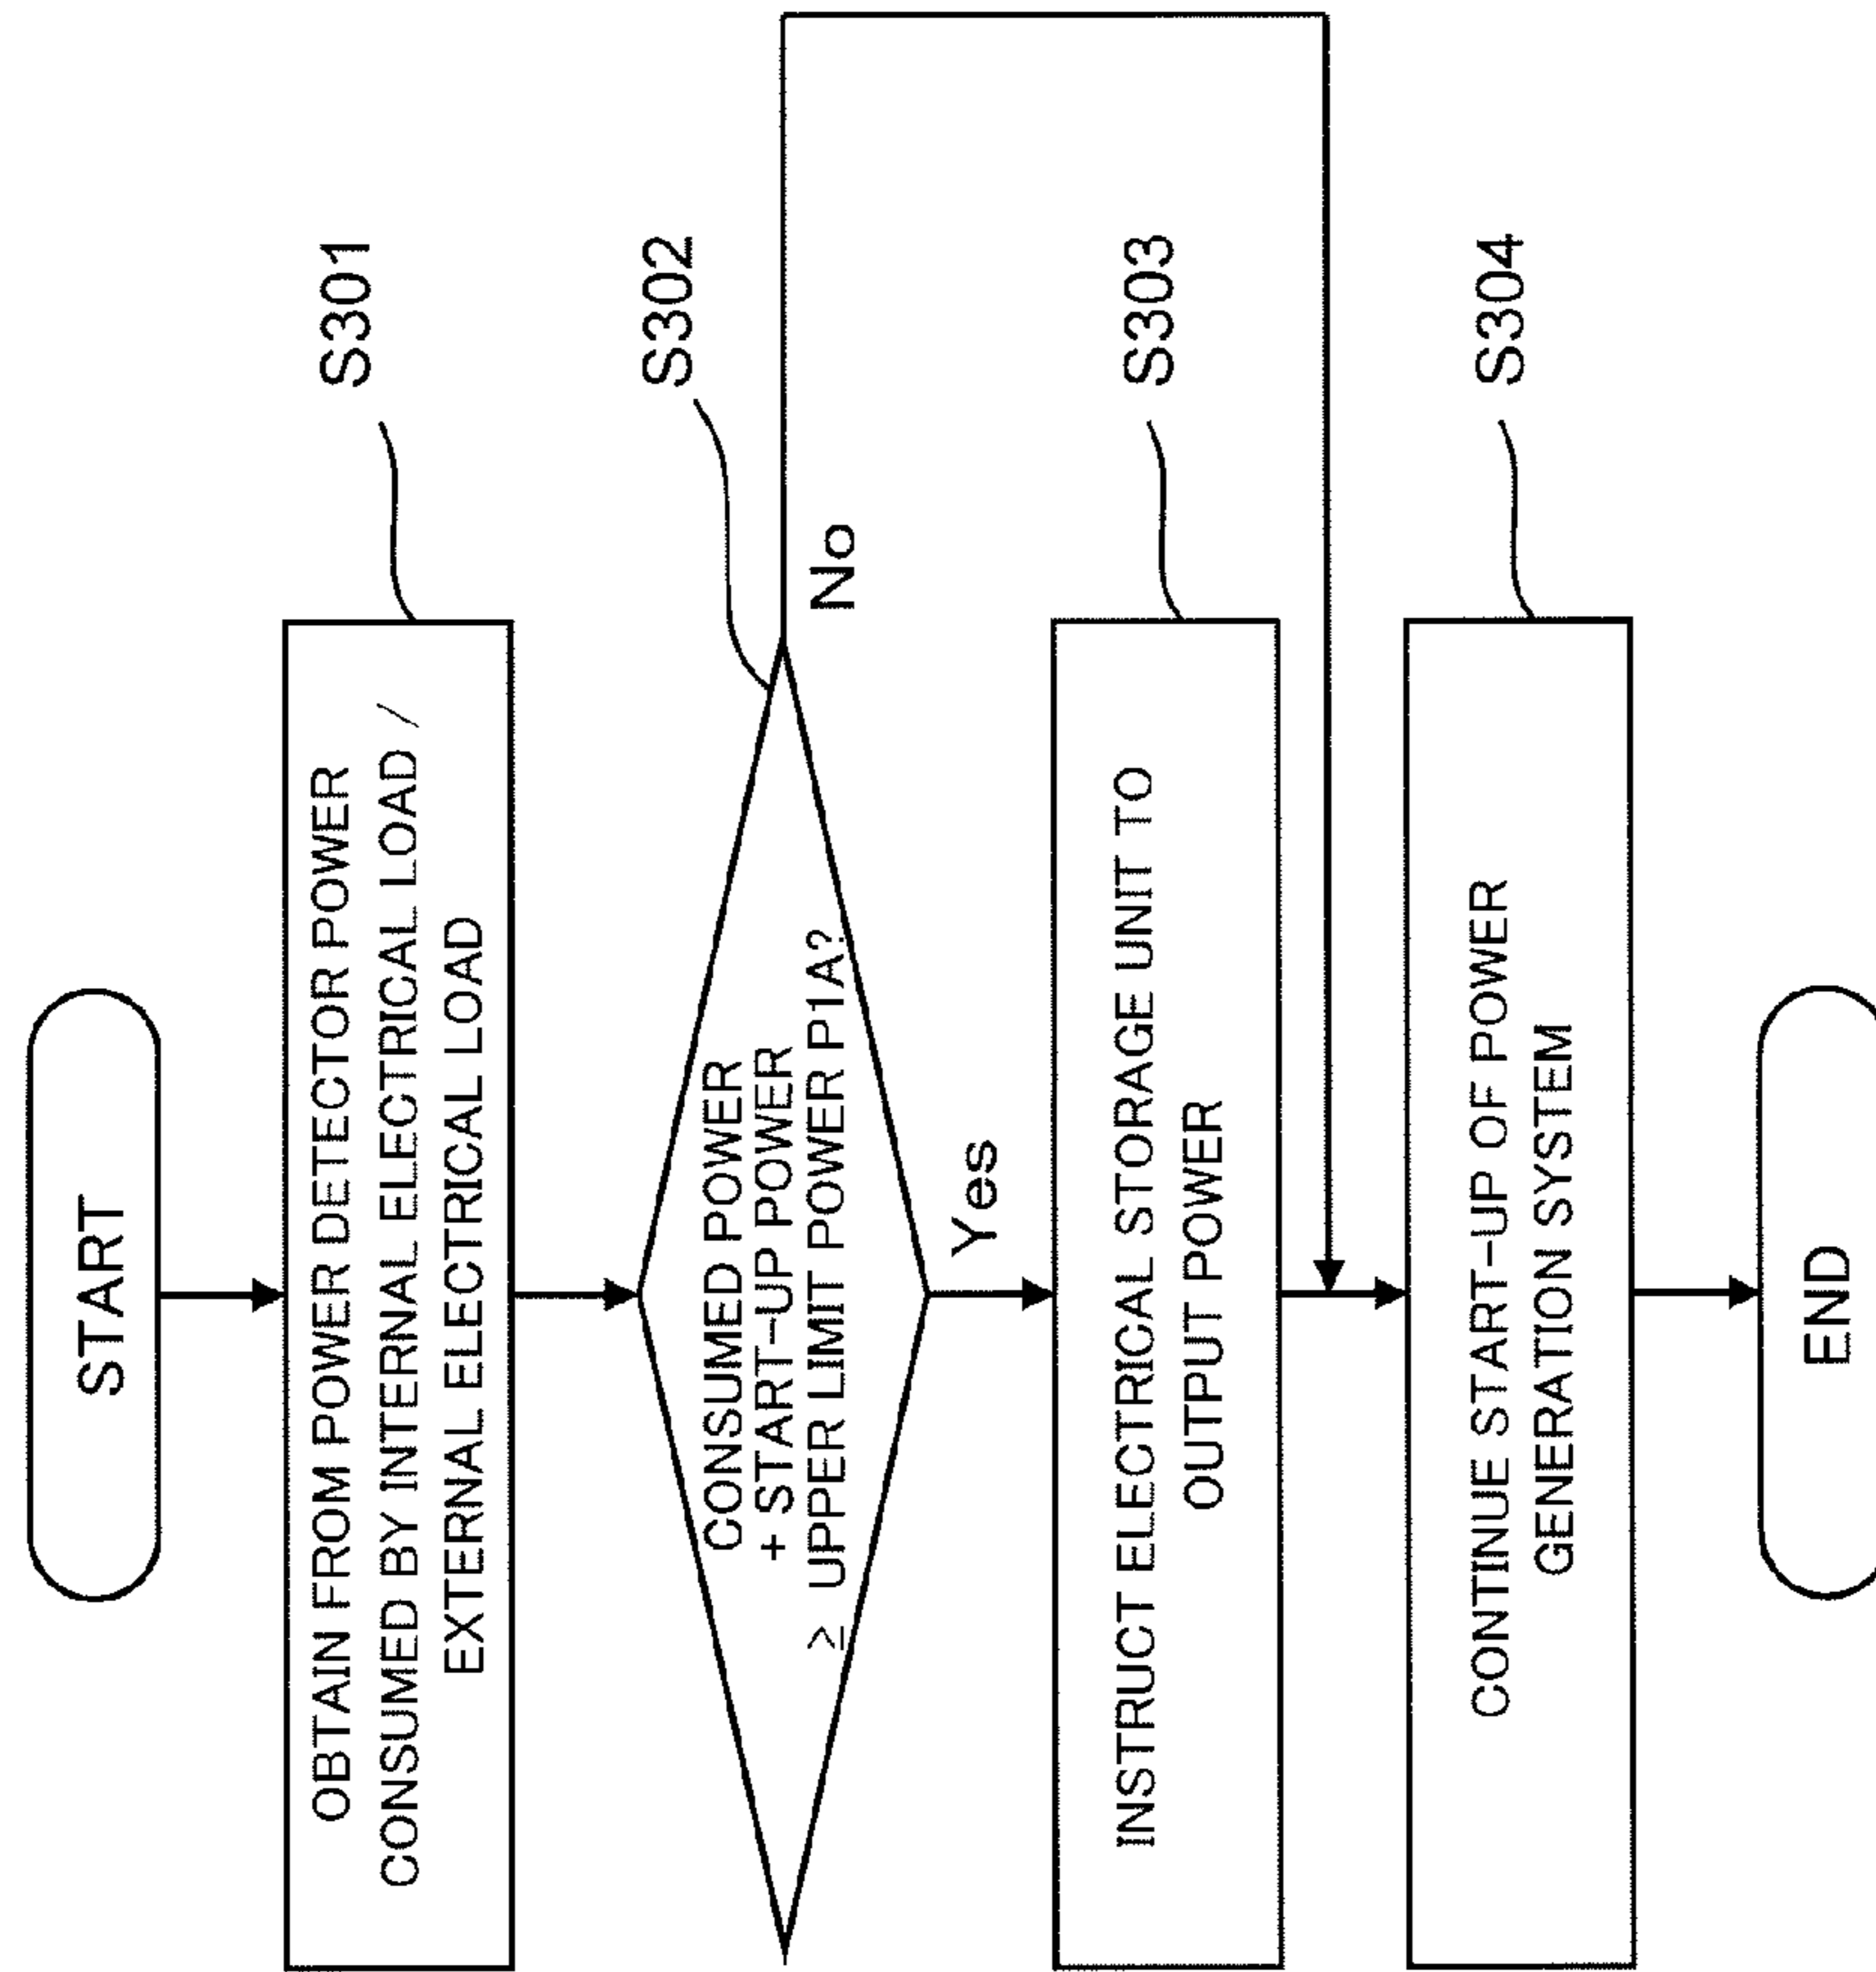 START
OBTAIN FROM POWER DETECTOR POWER
CONSUMED BY INTERNAL ELECTRICAL LOAD /
EXTERNAL ELECTRICAL LOAD
S301
CONSUMED POWER
+ START-UP POWER
≥ UPPER LIMIT POWER P1A?
S302
No
Yes
INSTRUCT ELECTRICAL STORAGE UNIT TO
OUTPUT POWER
S303
CONTINUE START-UP OF POWER
GENERATION SYSTEM
S304
END